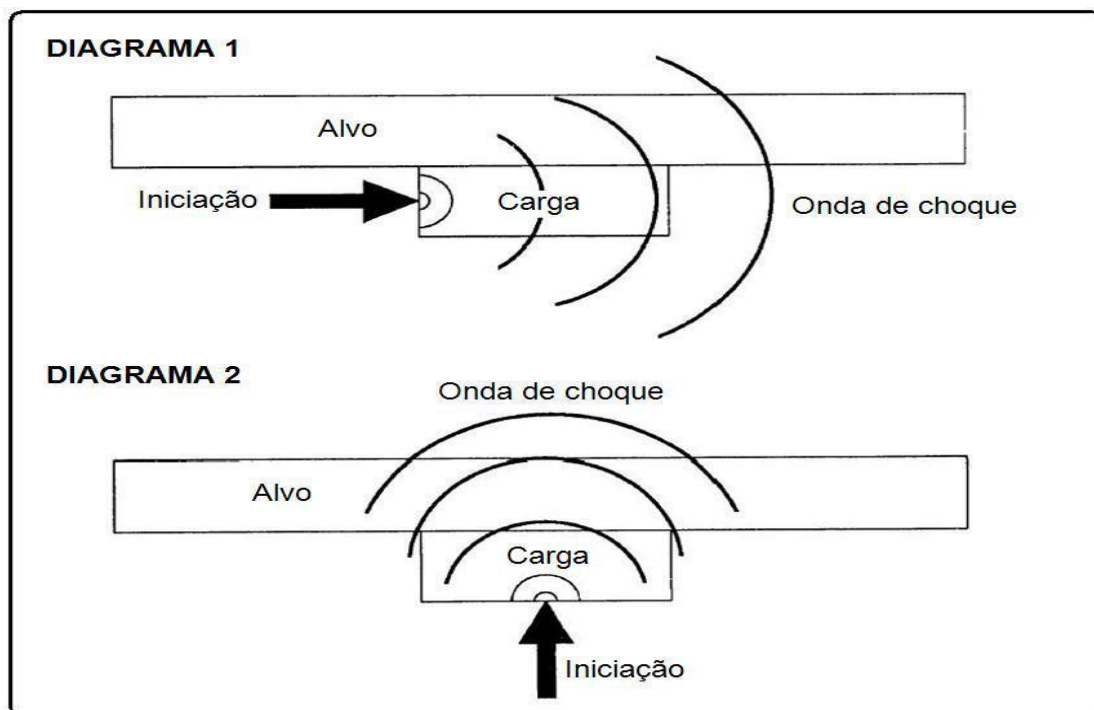 DIAGRAMA 1
Alvo
Iniciação
Carga
Onda de choque
DIAGRAMA 2
Onda de choque
Alvo
Carga
Iniciação